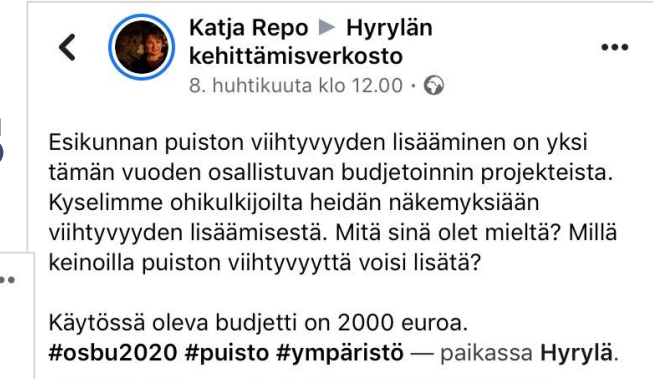 Katja Repo ▶ Hyrylän
kehittämisverkosto
8. huhtikuuta klo 12.00 ·
Esikunnan puiston viihtyvyyden lisääminen on yksi
tämän vuoden osallistuvan budjetoinnin projekteista.
Kyselimme ohikulkijoilta heidän näkemyksiään
viihtyvyyden lisäämisestä. Mitä sinä olet mieltä? Millä
keinoilla puiston viihtyvyyttä voisi lisätä?
Käytössä oleva budjetti on 2000 euroa.
#osbu2020 #puisto #ympäristö — paikassa Hyrylä.